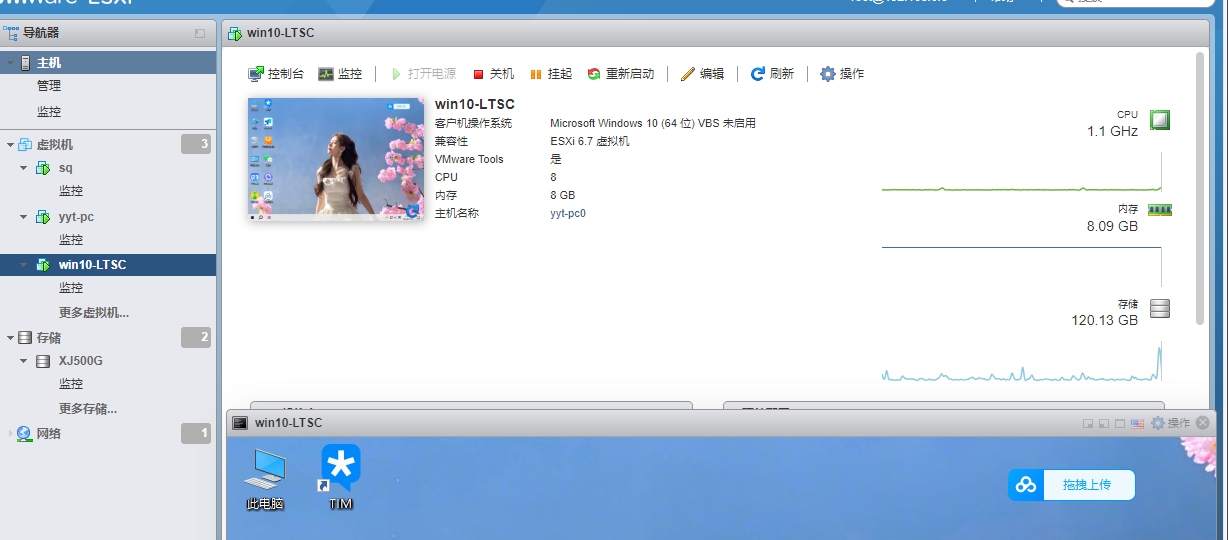 导航器
主机
管理
监控
虚拟机 3
sq
监控
yyt-pc
监控
win10-LTSC
监控
更多虚拟机...
存储 2
XJ500G
监控
更多存储...
网络 1
win10-LTSC
控制台 监控 打开电源 关机 挂起 重新启动 编辑 刷新 操作
win10-LTSC
客户机操作系统 Microsoft Windows 10 (64 位) VBS 未启用
兼容性 ESXi 6.7 虚拟机
VMware Tools 是
CPU 8
内存 8 GB
主机名称 yyt-pc0
CPU
1.1 GHz
内存
8.09 GB
存储
120.13 GB
win10-LTSC 操作
此电脑 TIM
拖拽上传